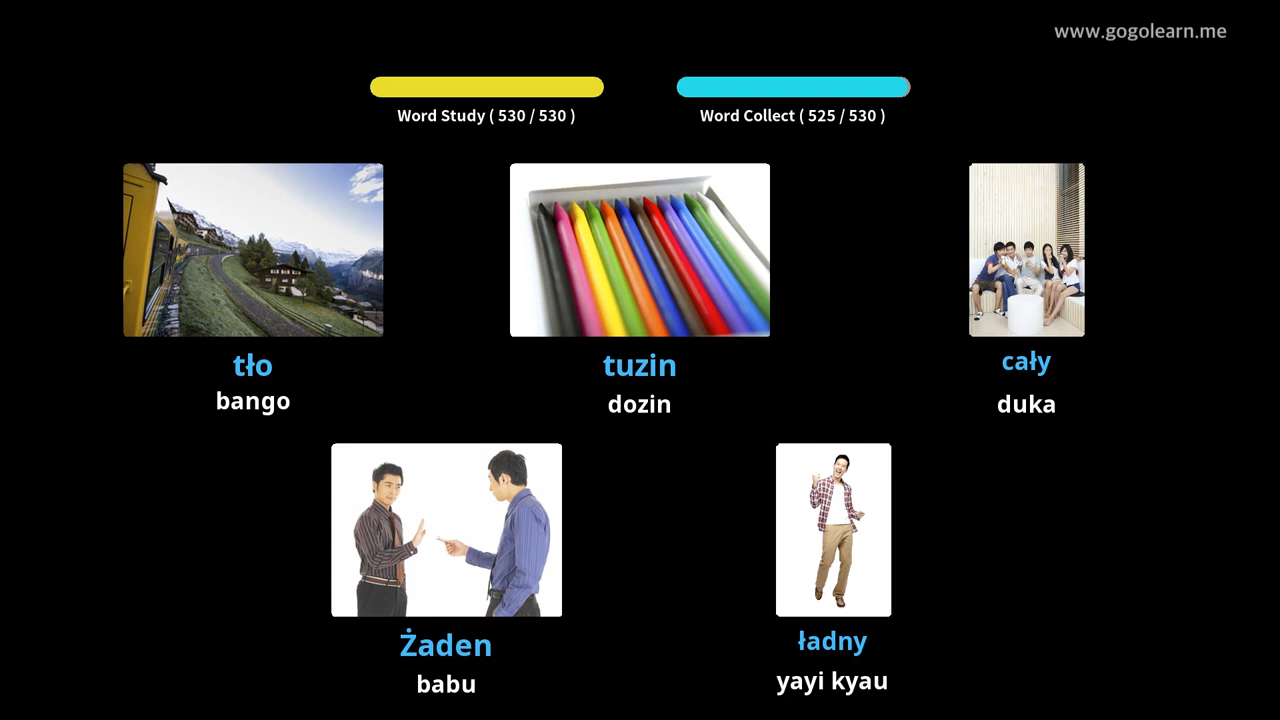 www.gogolearn.me
Word Study ( 530 / 530 )
Word Collect ( 525 / 530 )
tło
bango
tuzin
dozin
cały
duka
Żaden
babu
ładny
yayi kyau